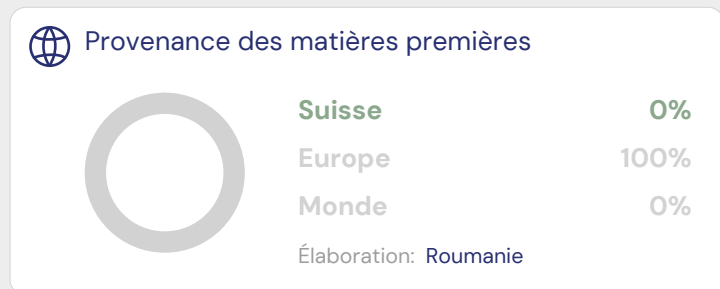 Provenance des matières premières
Suisse 0%
Europe 100%
Monde 0%
Élaboration: Roumanie